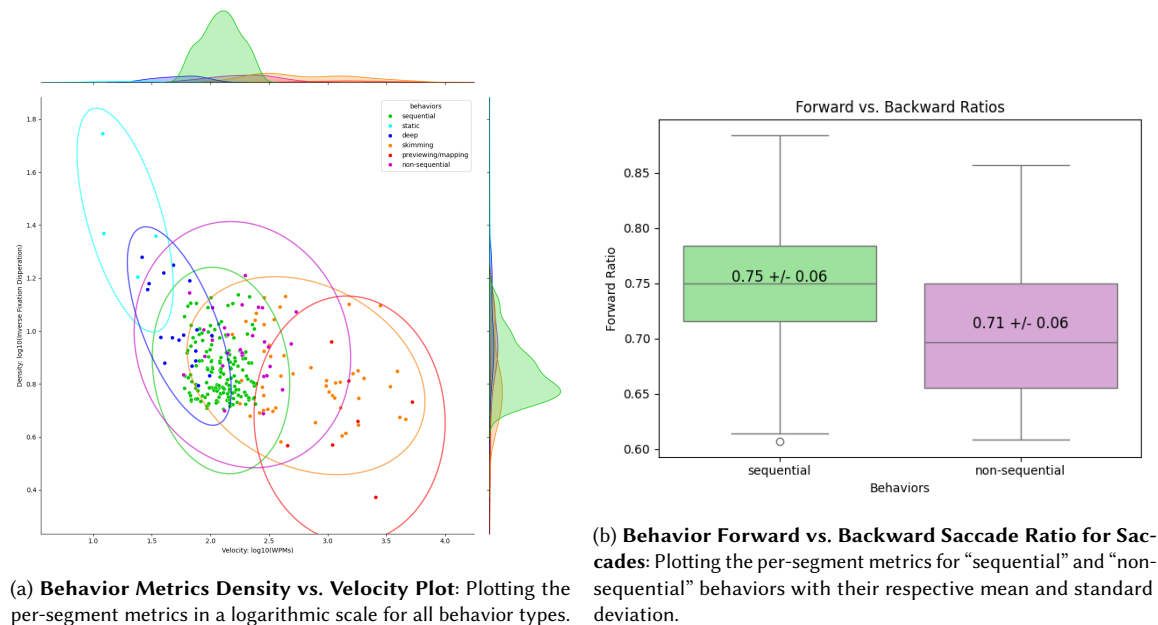 behaviors
sequential
static
deep
skimming
previewing/mapping
non-sequential
Density: log10(Inverse Fixation Disperation)
1.8
1.6
1.4
1.2
1.0
0.8
0.6
0.4
1.0
1.5
2.0
2.5
3.0
3.5
4.0
Velocity: log10(WPMs)
(a) Behavior Metrics Density vs. Velocity Plot: Plotting the
per-segment metrics in a logarithmic scale for all behavior types.
Forward vs. Backward Ratios
Forward Ratio
0.85
0.80
0.75
0.70
0.65
0.60
0.75 +/- 0.06
0.71 +/- 0.06
sequential
non-sequential
Behaviors
(b) Behavior Forward vs. Backward Saccade Ratio for Sac-
cades: Plotting the per-segment metrics for “sequential” and “non-
sequential” behaviors with their respective mean and standard
deviation.